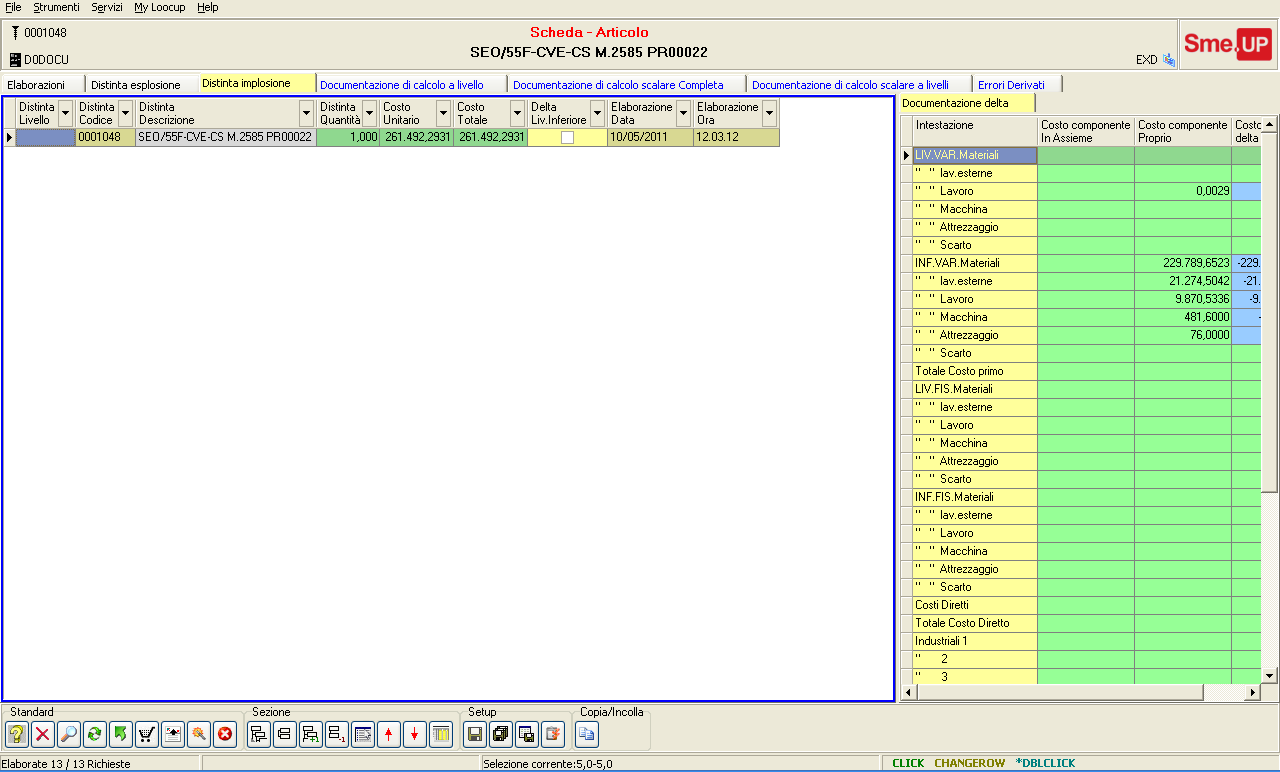 File Strumenti Servizi My Loocup Help
0001048
Scheda - Articolo
SEO/55F-CVE-CS M.2585 PR00022
D0DOCU
EXD
Sme.UP
Elaborazioni Distinta esplosione Distinta implosione Documentazione di calcolo a livello Documentazione di calcolo scalare Completa Documentazione di calcolo scalare a livelli Errori Derivati
Distinta Livello Distinta Codice Distinta Descrizione Distinta Quantità Costo Unitario Costo Totale Delta Liv.Inferiore Elaborazione Data Elaborazione Ora
0001048 SEO/55F-CVE-CS M.2585 PR00022 1,000 261.492,2931 261.492,2931 10/05/2011 12.03.12
Documentazione delta
Intestazione Costo componente In Assieme Costo componente Proprio Costo delta
LIV.VAR.Materiali
" " lav.esterne
" " Lavoro 0,0029
" " Macchina
" " Attrezzaggio
" " Scarto
INF.VAR.Materiali 229.789,6523 -229.
" " lav.esterne 21.274,5042 -21.
" " Lavoro 9.870,5336 -9.
" " Macchina 481,6000 -
" " Attrezzaggio 76,0000
" " Scarto
Totale Costo primo
LIV.FIS.Materiali
" " lav.esterne
" " Lavoro
" " Macchina
" " Attrezzaggio
" " Scarto
INF.FIS.Materiali
" " lav.esterne
" " Lavoro
" " Macchina
" " Attrezzaggio
" " Scarto
Costi Diretti
Totale Costo Diretto
Industriali 1
" 2
" 3
Standard Sezione Setup Copia/Incolla
Elaborate 13 / 13 Richieste Selezione corrente:5,0-5,0 CLICK CHANGEROW *DBLCLICK